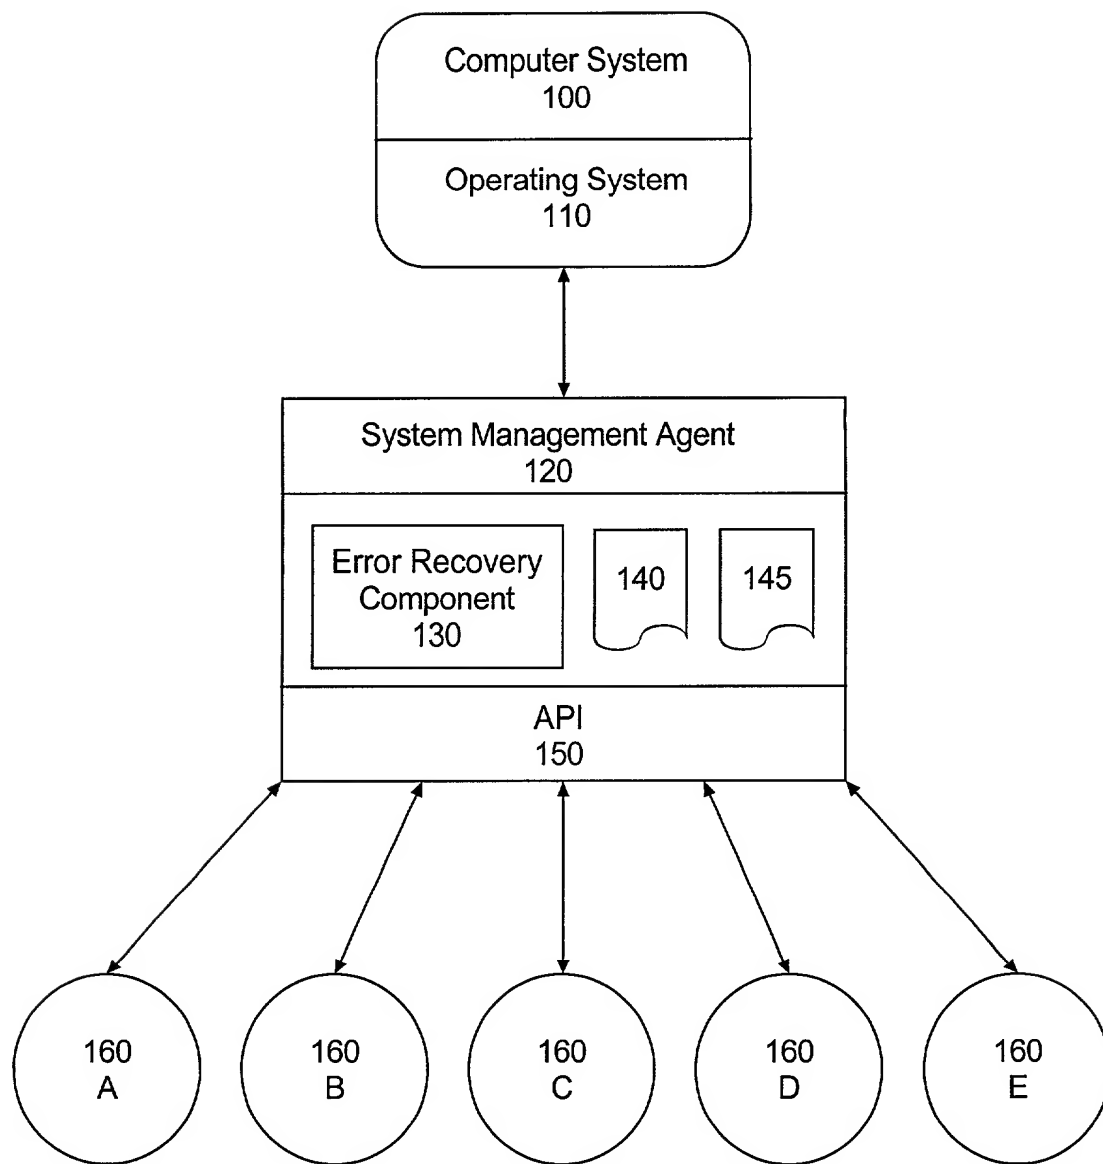 Computer System
100
Operating System
110
System Management Agent
120
Error Recovery
Component
130
140
145
API
150
160
A
160
B
160
C
160
D
160
E